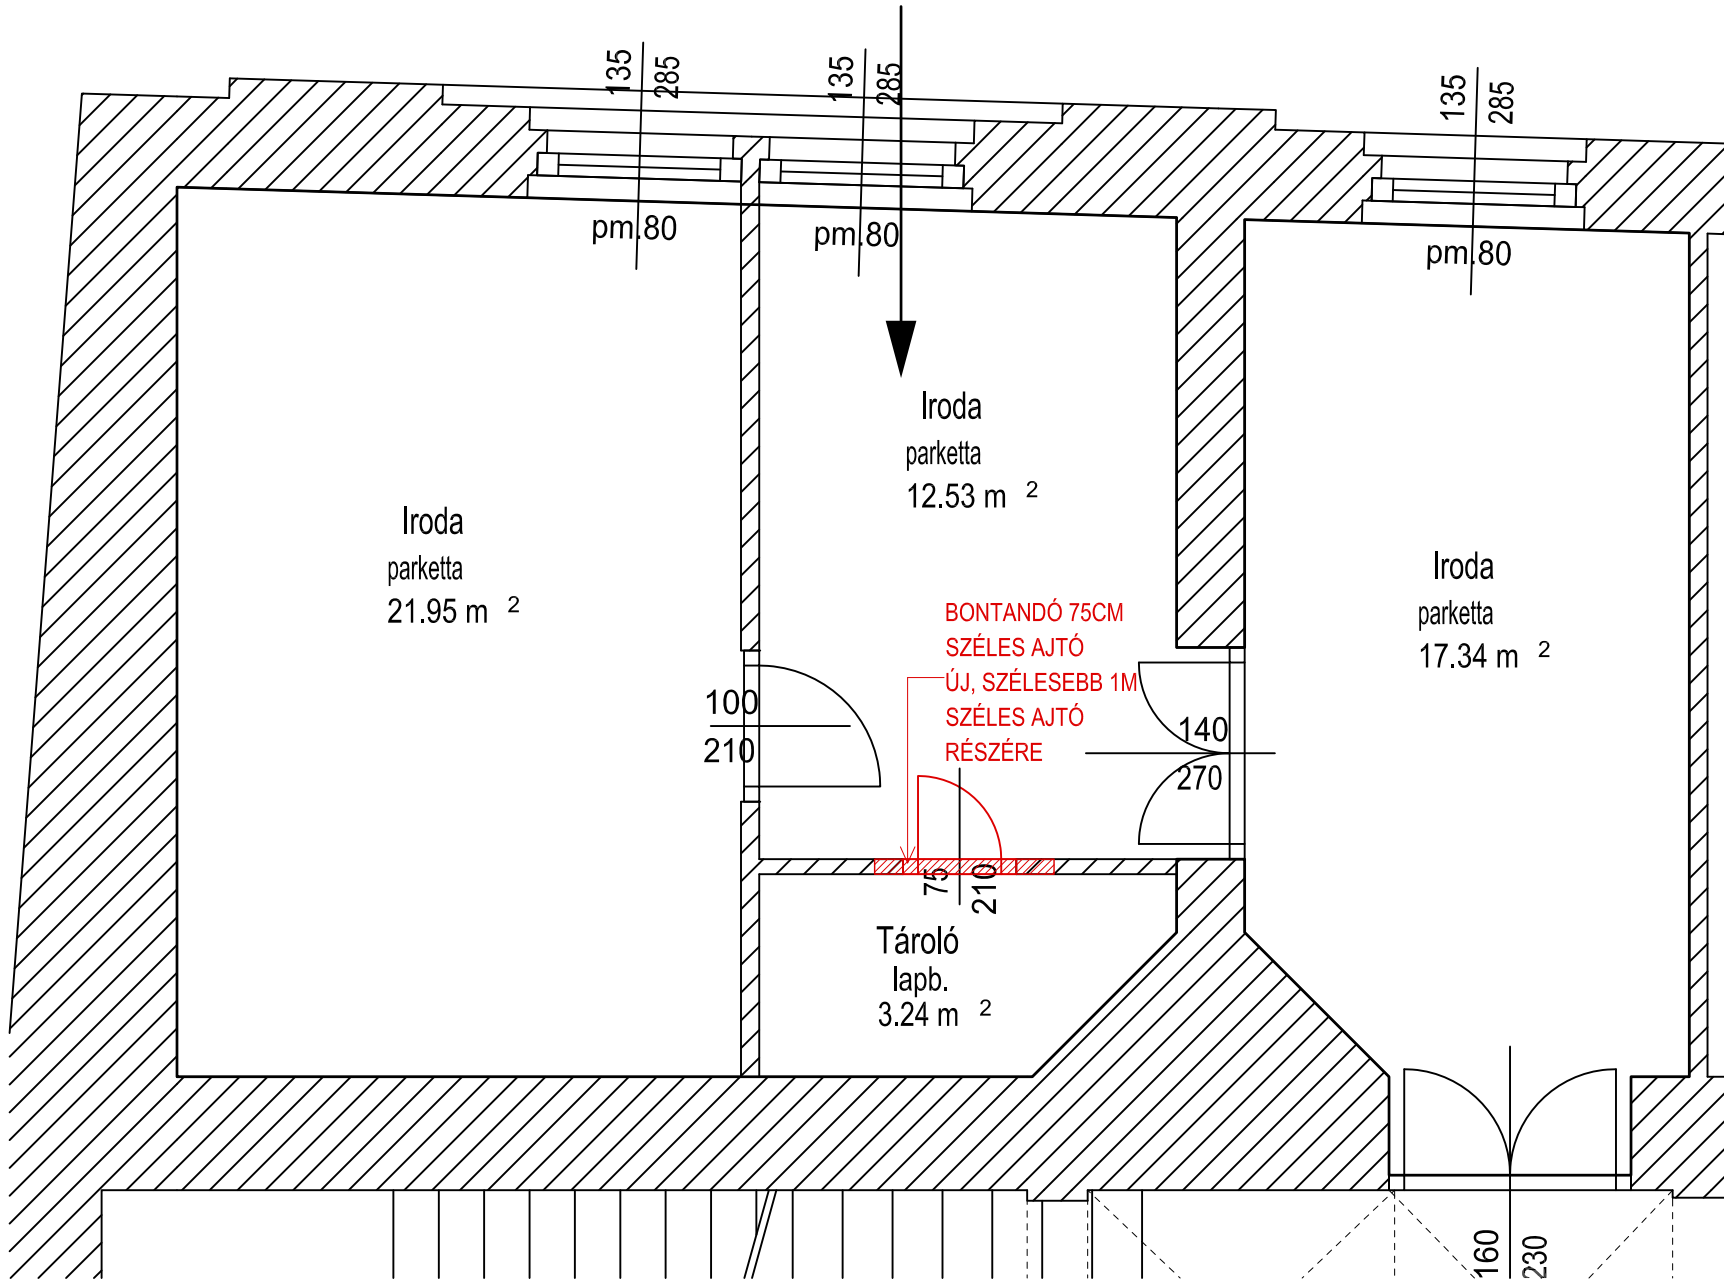 135
285
135
285
135
285
pm.80
pm.80
pm.80
Iroda
parketta
21.95 m 2
Iroda
parketta
12.53 m 2
Iroda
parketta
17.34 m 2
BONTANDÓ 75CM
SZÉLES AJTÓ
ÚJ, SZÉLESEBB 1M
SZÉLES AJTÓ
RÉSZÉRE
100
210
140
270
75
210
Tároló
lapb.
3.24 m 2
160
230